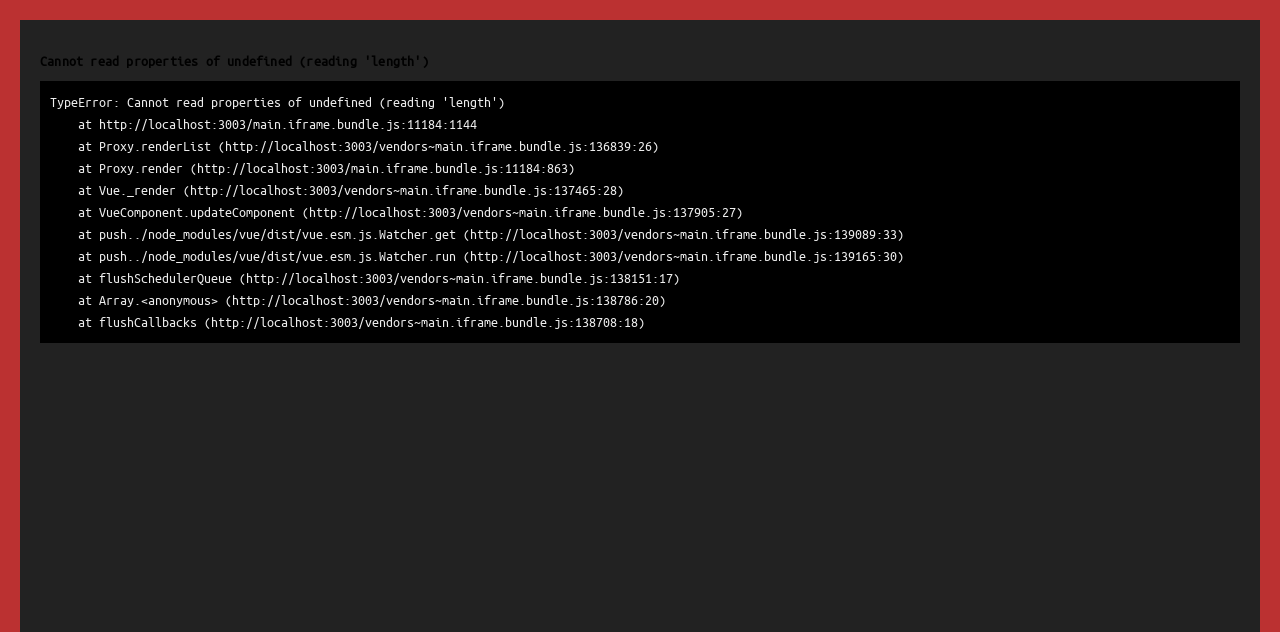 Cannot read properties of undefined (reading 'length')
TypeError: Cannot read properties of undefined (reading 'length')
    at http://localhost:3003/main.iframe.bundle.js:11184:1144
    at Proxy.renderList (http://localhost:3003/vendors~main.iframe.bundle.js:136839:26)
    at Proxy.render (http://localhost:3003/main.iframe.bundle.js:11184:863)
    at Vue._render (http://localhost:3003/vendors~main.iframe.bundle.js:137465:28)
    at VueComponent.updateComponent (http://localhost:3003/vendors~main.iframe.bundle.js:137905:27)
    at push../node_modules/vue/dist/vue.esm.js.Watcher.get (http://localhost:3003/vendors~main.iframe.bundle.js:139089:33)
    at push../node_modules/vue/dist/vue.esm.js.Watcher.run (http://localhost:3003/vendors~main.iframe.bundle.js:139165:30)
    at flushSchedulerQueue (http://localhost:3003/vendors~main.iframe.bundle.js:138151:17)
    at Array.<anonymous> (http://localhost:3003/vendors~main.iframe.bundle.js:138786:20)
    at flushCallbacks (http://localhost:3003/vendors~main.iframe.bundle.js:138708:18)